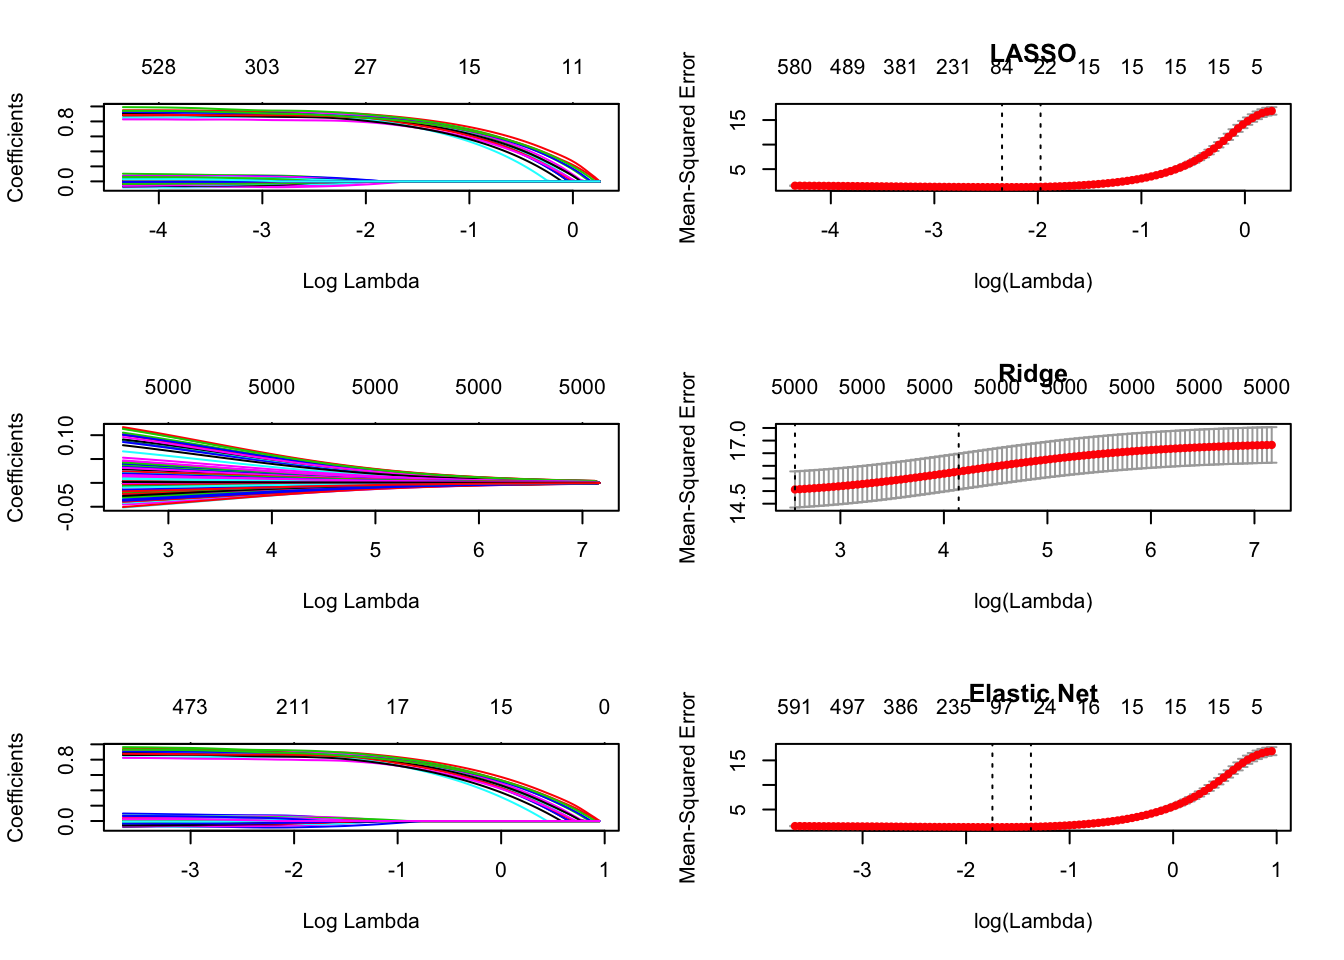 528 303 27 15 11
Coefficients
0.8
0.0
-4 -3 -2 -1 0
Log Lambda
LASSO
580 489 381 231 84 22 15 15 15 15 5
Mean-Squared Error
15
5
-4 -3 -2 -1 0
log(Lambda)
5000 5000 5000 5000 5000
Coefficients
0.10
-0.05
3 4 5 6 7
Log Lambda
Ridge
5000 5000 5000 5000 5000 5000 5000 5000
Mean-Squared Error
17.0
14.5
3 4 5 6 7
log(Lambda)
473 211 17 15 0
Coefficients
0.8
0.0
-3 -2 -1 0 1
Log Lambda
Elastic Net
591 497 386 235 97 24 16 15 15 15 5
Mean-Squared Error
15
5
-3 -2 -1 0 1
log(Lambda)